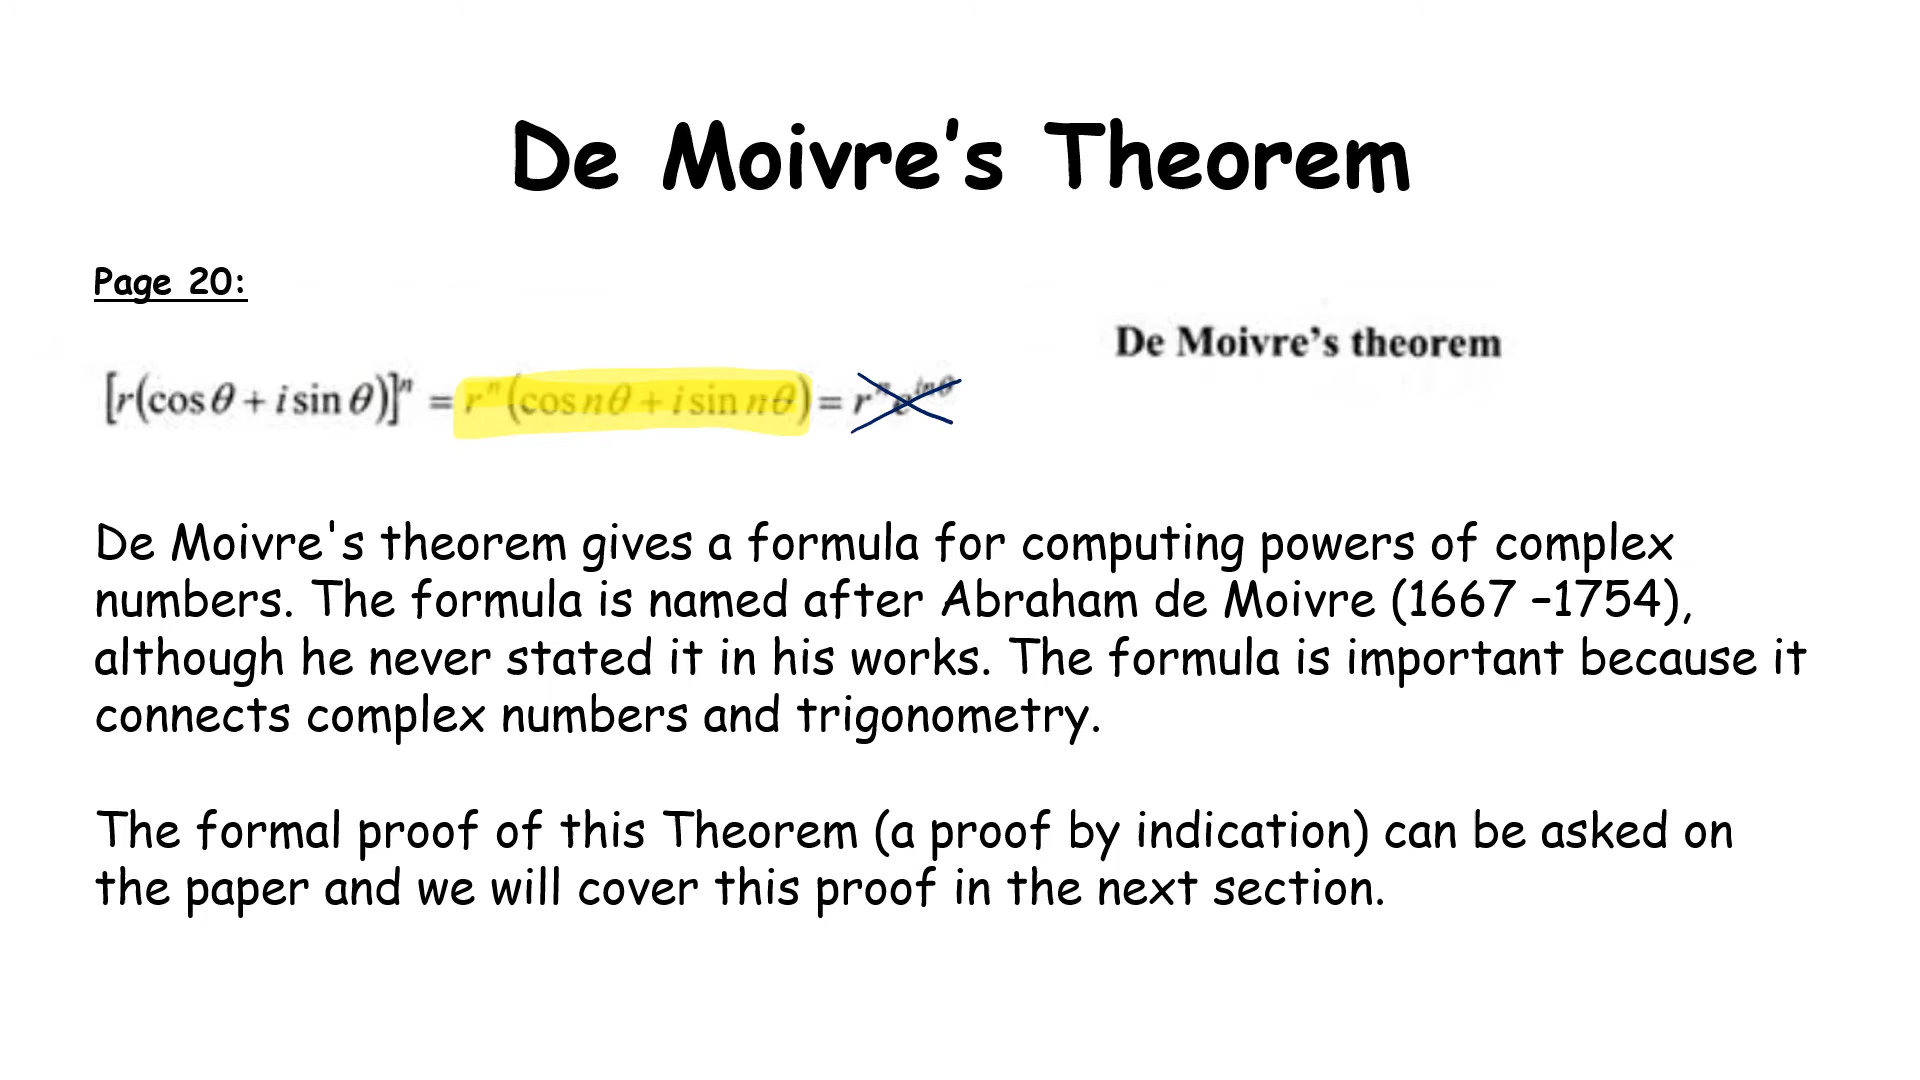 De Moivre’s Theorem
Page 20:
De Moivre’s theorem
[r(cosθ + i sin θ)]ⁿ = rⁿ (cos nθ + i sin nθ) = rⁿe^{inθ}
De Moivre's theorem gives a formula for computing powers of complex
numbers. The formula is named after Abraham de Moivre (1667 –1754),
although he never stated it in his works. The formula is important because it
connects complex numbers and trigonometry.
The formal proof of this Theorem (a proof by indication) can be asked on
the paper and we will cover this proof in the next section.